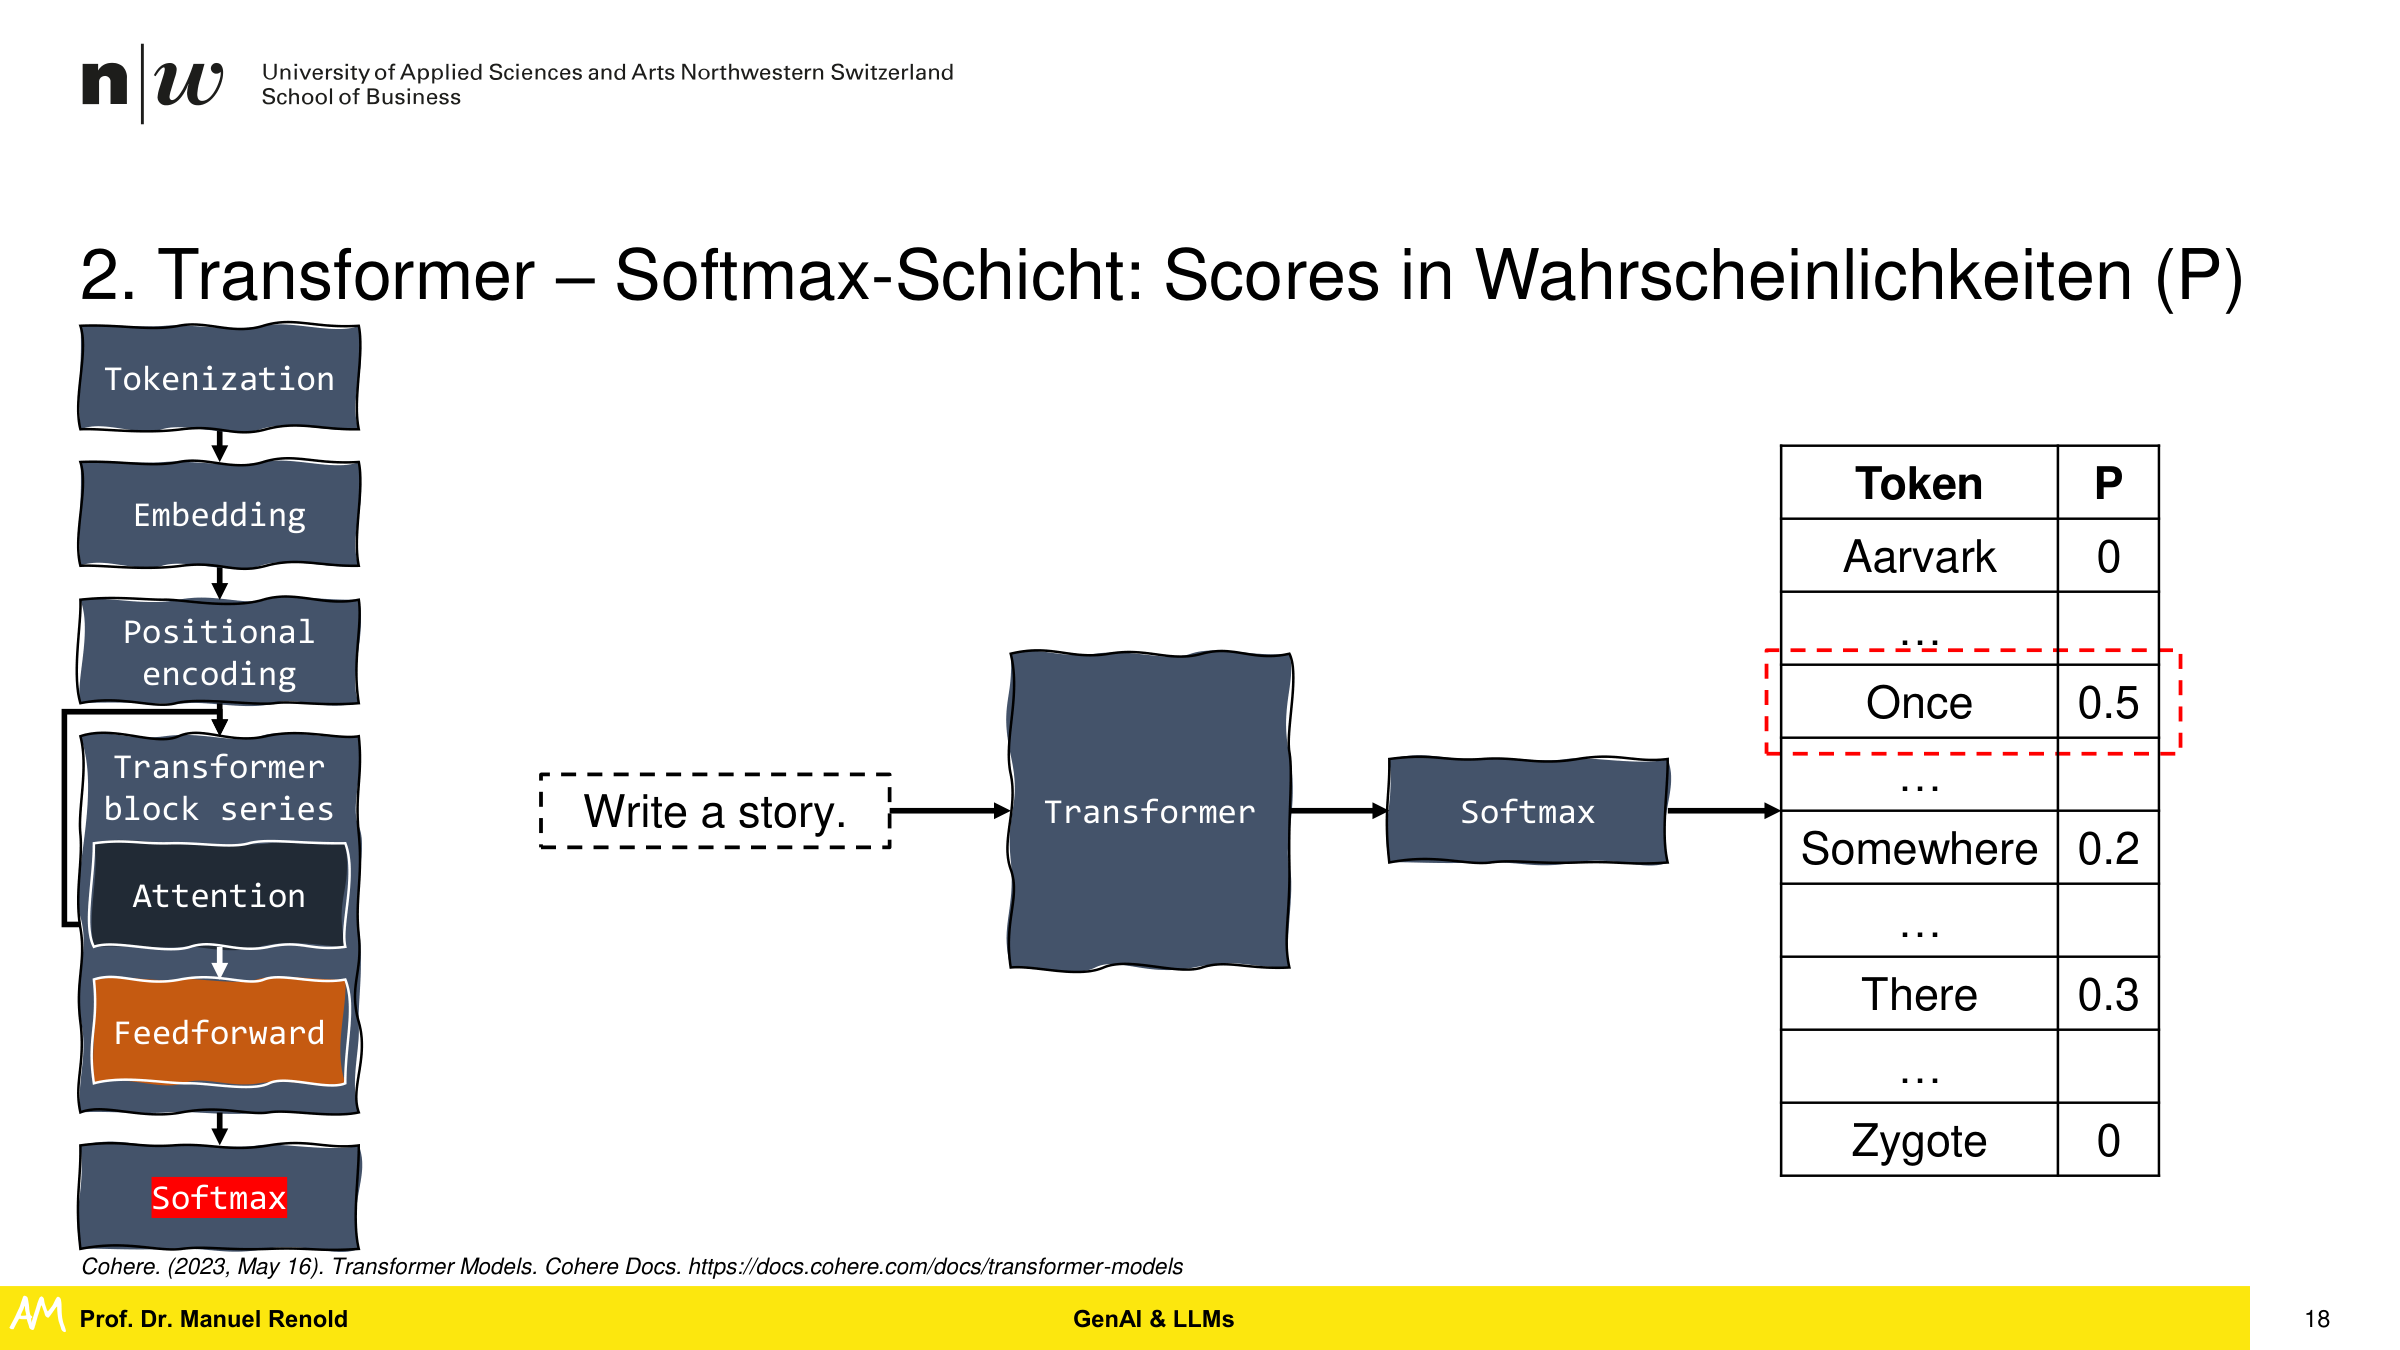 n|w
University of Applied Sciences and Arts Northwestern Switzerland
School of Business
2. Transformer – Softmax-Schicht: Scores in Wahrscheinlichkeiten (P)
Tokenization
Embedding
Positional
encoding
Transformer
block series
Attention
Feedforward
Softmax
Write a story.
Transformer
Softmax
Token P
Aarvark 0
…
Once 0.5
…
Somewhere 0.2
…
There 0.3
…
Zygote 0
Cohere. (2023, May 16). Transformer Models. Cohere Docs. https://docs.cohere.com/docs/transformer-models
AM Prof. Dr. Manuel Renold GenAI & LLMs 18